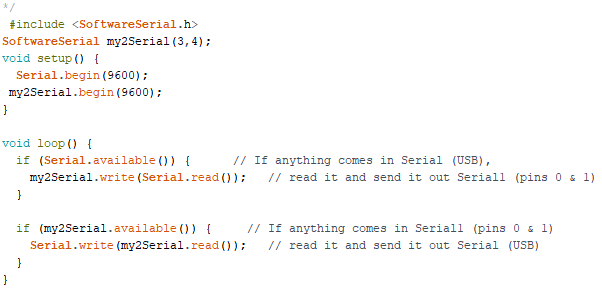 */
#include <SoftwareSerial.h>
SoftwareSerial my2Serial(3,4);
void setup() {
  Serial.begin(9600);
 my2Serial.begin(9600);
}

void loop() {
  if (Serial.available()) {      // If anything comes in Serial (USB),
    my2Serial.write(Serial.read());   // read it and send it out Serial1 (pins 0 & 1)
  }

  if (my2Serial.available()) {     // If anything comes in Serial1 (pins 0 & 1)
    Serial.write(my2Serial.read());   // read it and send it out Serial (USB)
  }
}